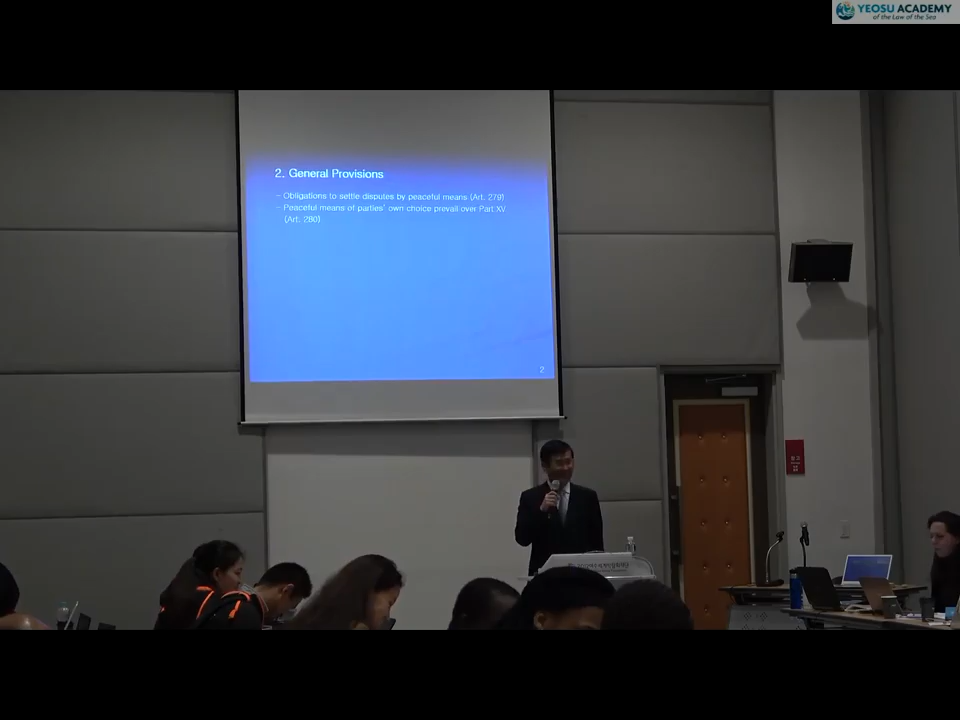 YEOSU ACADEMY
of the Law of the Sea
2. General Provisions
- Obligations to settle disputes by peaceful means (Art. 279)
- Peaceful means of parties' own choice prevail over Part XV
(Art. 280)
2